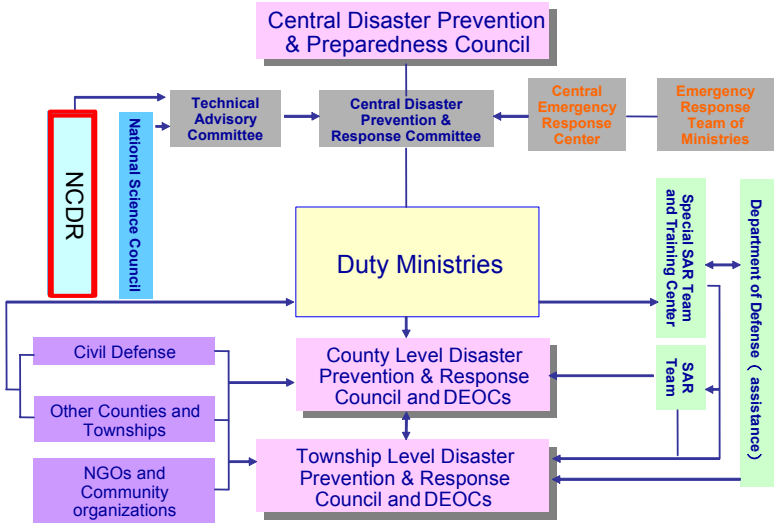 Central Disaster Prevention
& Preparedness Council
Technical
Advisory
Committee
Central Disaster
Prevention &
Response Committee
Central
Emergency
Response
Center
Emergency
Response
Team of
Ministries
NCDR
National Science Council
Duty Ministries
Special SAR Team
and Training Center
Department of Defense ( assistance )
Civil Defense
County Level Disaster
Prevention & Response
Council and DEOCs
SAR
Team
Other Counties and
Townships
Township Level Disaster
Prevention & Response
Council and DEOCs
NGOs and
Community
organizations